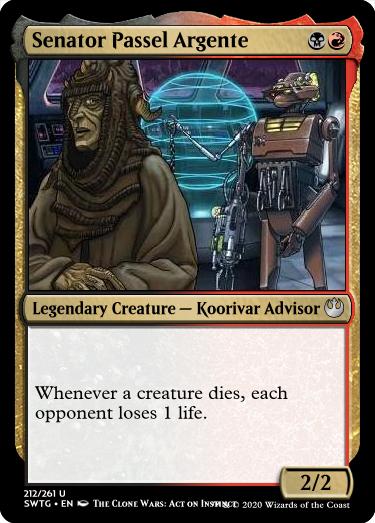 Senator Passel Argente
Legendary Creature — Koorivar Advisor
Whenever a creature dies, each
opponent loses 1 life.
2/2
212/261 U
SWTG • EN The Clone Wars: Act on Instinct © 2020 Wizards of the Coast